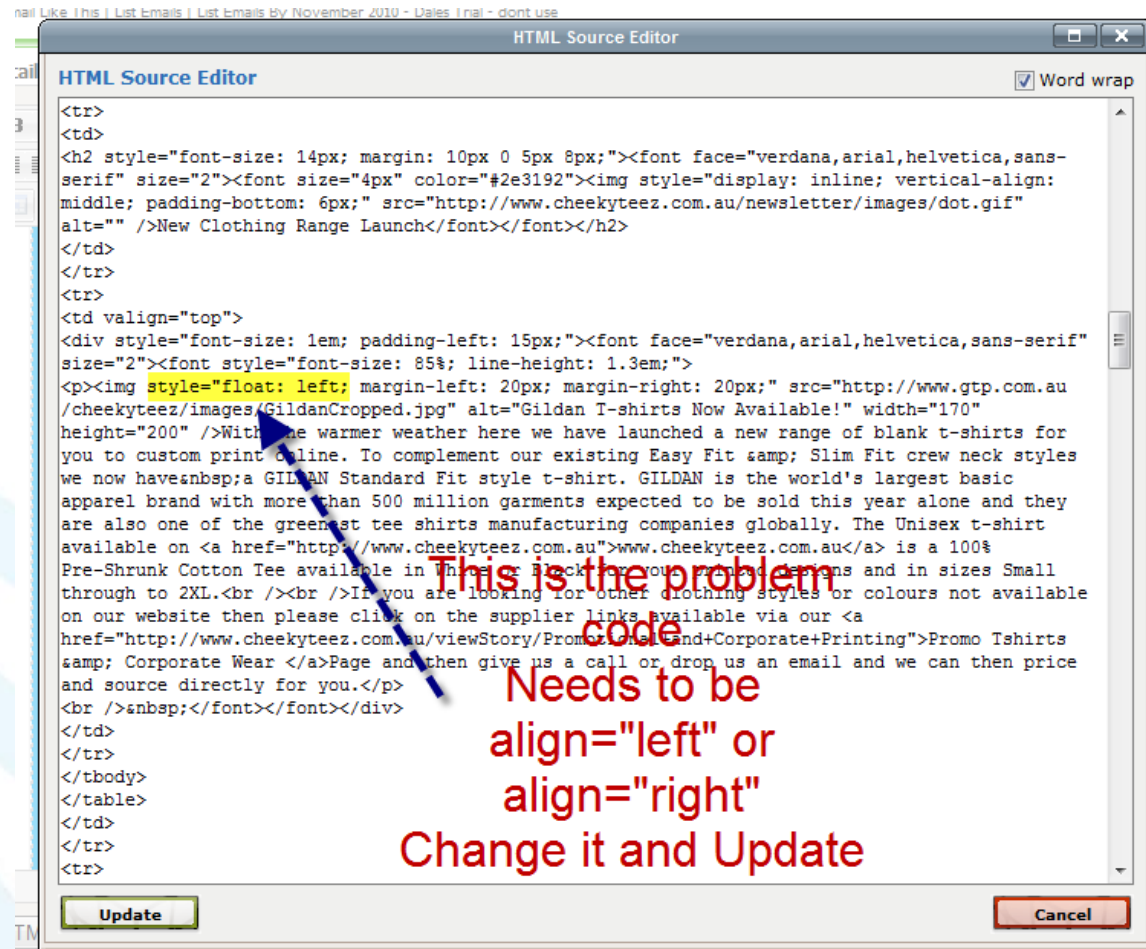 nail Like This | List Emails | List Emails By November 2010 - Dales Trial - dont use
HTML Source Editor
HTML Source Editor
Word wrap
<tr>
<td>
<h2 style="font-size: 14px; margin: 10px 0 5px 8px;"><font face="verdana,arial,helvetica,sans-
serif" size="2"><font size="4px" color="#2e3192"><img style="display: inline; vertical-align:
middle; padding-bottom: 6px;" src="http://www.cheekyteez.com.au/newsletter/images/dot.gif"
alt="" />New Clothing Range Launch</font></font></h2>
</td>
</tr>
<tr>
<td valign="top">
<div style="font-size: 1em; padding-left: 15px;"><font face="verdana,arial,helvetica,sans-serif"
size="2"><font style="font-size: 85%; line-height: 1.3em;">
<p><img style="float: left; margin-left: 20px; margin-right: 20px;" src="http://www.gtp.com.au
/cheekyteez/images/GildanCropped.jpg" alt="Gildan T-shirts Now Available!" width="170"
height="200" />With the warmer weather here we have launched a new range of blank t-shirts for
you to custom print online. To complement our existing Easy Fit &amp; Slim Fit crew neck styles
we now have&nbsp;a GILDAN Standard Fit style t-shirt. GILDAN is the world's largest basic
apparel brand with more than 500 million garments expected to be sold this year alone and they
are also one of the greenest tee shirts manufacturing companies globally. The Unisex t-shirt
available on <a href="http://www.cheekyteez.com.au">www.cheekyteez.com.au</a> is a 100%
Pre-Shrunk Cotton Tee available in White or Black for your printed designs and in sizes Small
through to 2XL.<br /><br />If you are looking for other clothing styles or colours not available
on our website then please click on the supplier links available via our <a
href="http://www.cheekyteez.com.au/viewStory/Promotional+and+Corporate+Printing">Promo Tshirts
&amp; Corporate Wear </a>Page and then give us a call or drop us an email and we can then price
and source directly for you.</p>
<br />&nbsp;</font></font></div>
</td>
</tr>
</tbody>
</table>
</td>
</tr>
<tr>
This is the problem
code
Needs to be
align="left" or
align="right"
Change it and Update
Update
Cancel